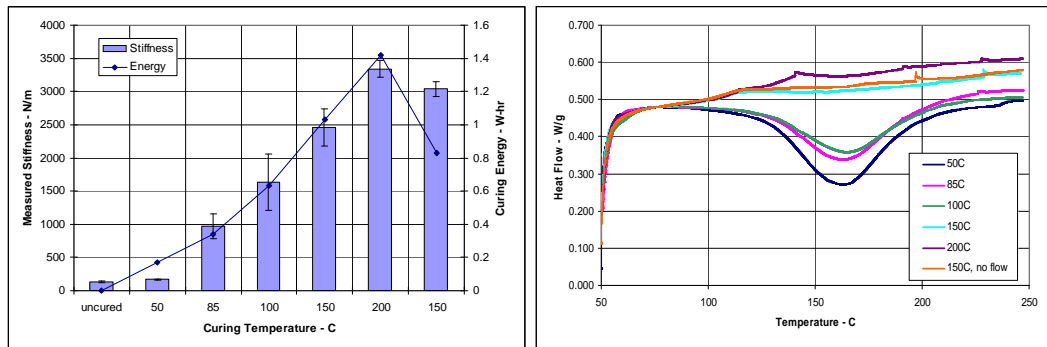 4000
3500
3000
2500
2000
1500
1000
500
0
Measured Stiffness - N/m
Stiffness
Energy
1.6
1.4
1.2
1
0.8
0.6
0.4
0.2
0
Curing Energy - W-hr
uncured 50 85 100 150 200 150
Curing Temperature - C
0.700
0.600
0.500
0.400
0.300
0.200
0.100
0.000
Heat Flow - W/g
50C
85C
100C
150C
200C
150C, no flow
50 100 150 200 250
Temperature - C